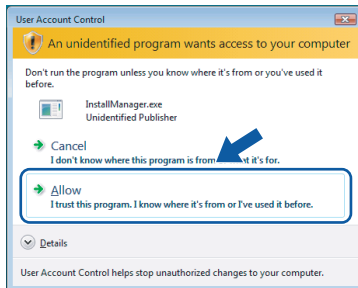 User Account Control
An unidentified program wants access to your computer
Don't run the program unless you know where it's from or you've used it
before.
InstallManager.exe
Unidentified Publisher
Cancel
I don't know where this program is from it's for.
Allow
I trust this program. I know where it's from or I've used it before.
Details
User Account Control helps stop unauthorized changes to your computer.